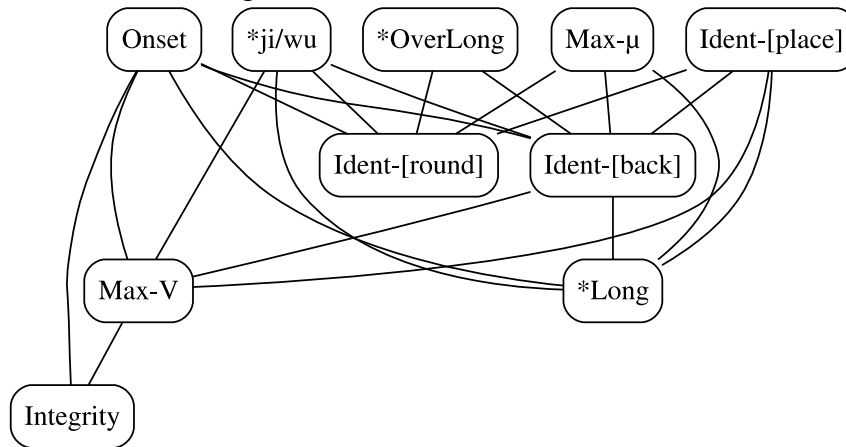 Onset *ji/wu *OverLong Max-μ Ident-[place]
Ident-[round] Ident-[back]
Max-V *Long
Integrity